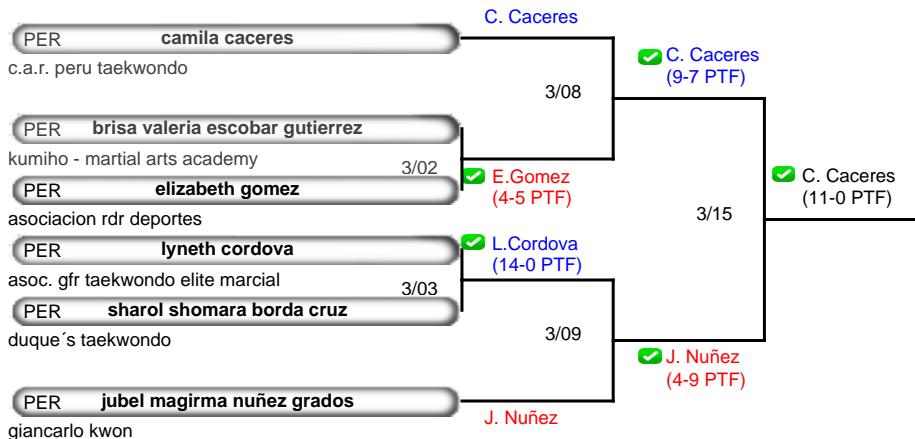 C. Caceres
PER camila caceres
c.a.r. peru taekwondo
C. Caceres
(9-7 PTF)
3/08
PER brisa valeria escobar gutierrez
kumiho - martial arts academy
3/02
PER elizabeth gomez
asociacion rdr deportes
E.Gomez
(4-5 PTF)
C. Caceres
(11-0 PTF)
3/15
PER lyneth cordova
asoc. gfr taekwondo elite marcial
L.Cordova
(14-0 PTF)
3/03
PER sharol shomara borda cruz
duque´s taekwondo
3/09
J. Nuñez
(4-9 PTF)
PER jubel magirma nuñez grados
giancarlo kwon
J. Nuñez